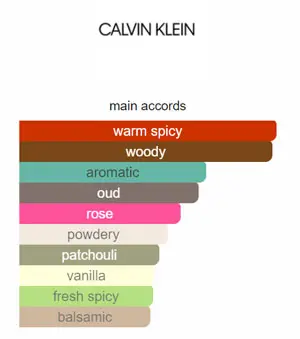 CALVIN KLEIN
main accords
warm spicy
woody
aromatic
oud
rose
powdery
patchouli
vanilla
fresh spicy
balsamic